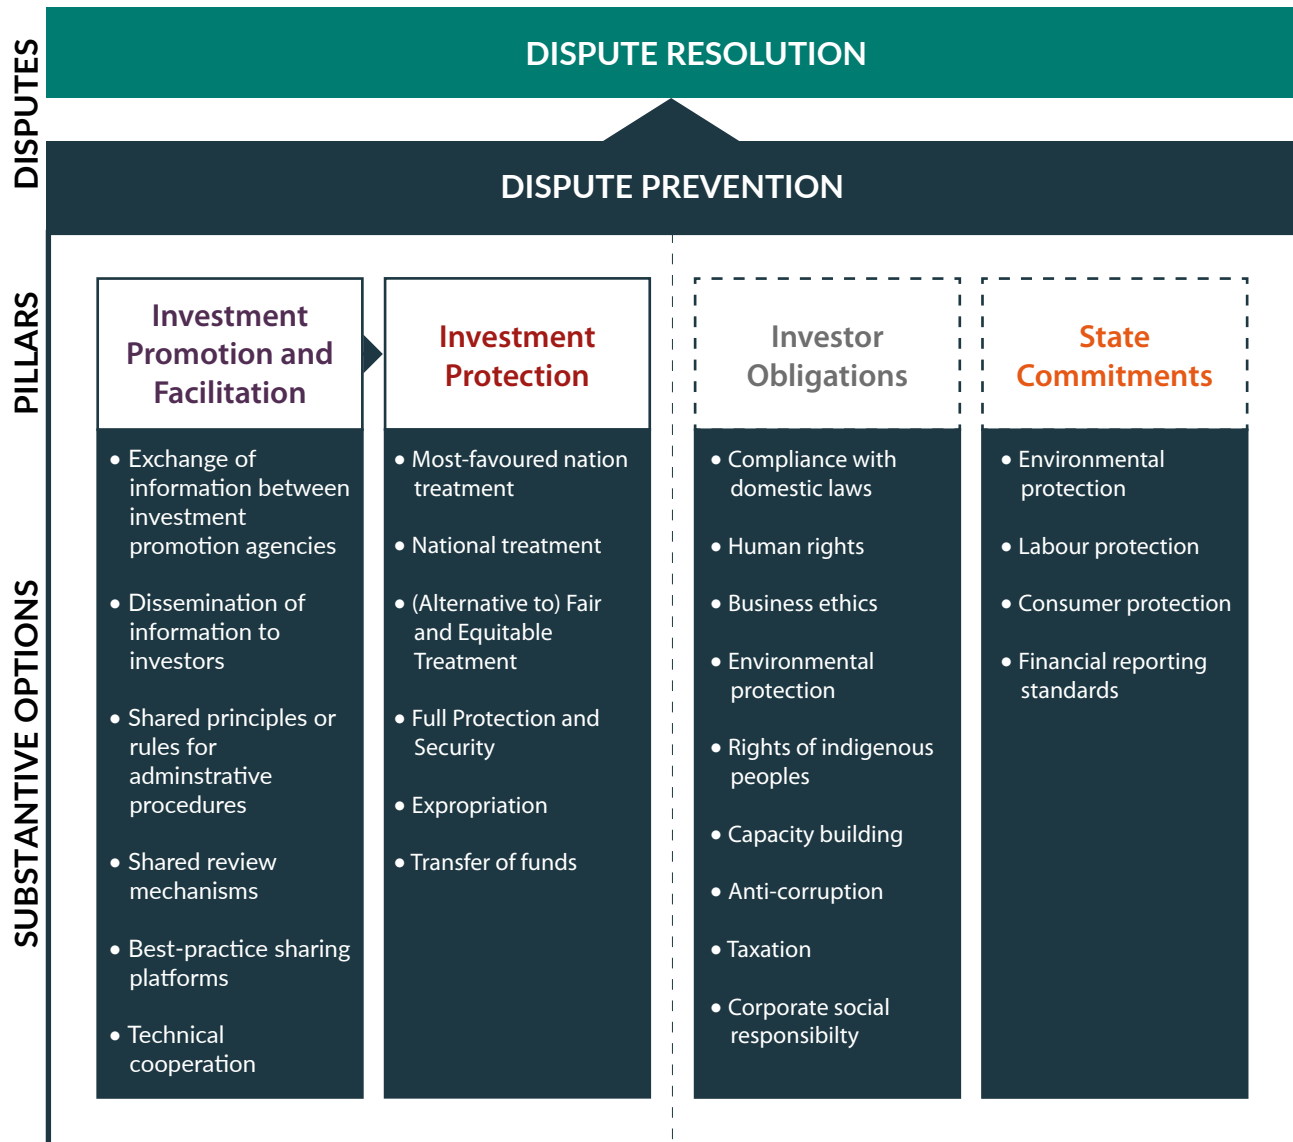 DISPUTES
DISPUTE RESOLUTION
DISPUTE PREVENTION
PILLARS
Investment
Promotion and
Facilitation
Investment
Protection
Investor
Obligations
State
Commitments
SUBSTANTIVE OPTIONS
• Exchange of
information between
investment
promotion agencies
• Dissemination of
information to
investors
• Shared principles or
rules for
adminstrative
procedures
• Shared review
mechanisms
• Best-practice sharing
platforms
• Technical
cooperation
• Most-favoured nation
treatment
• National treatment
• (Alternative to) Fair
and Equitable
Treatment
• Full Protection and
Security
• Expropriation
• Transfer of funds
• Compliance with
domestic laws
• Human rights
• Business ethics
• Environmental
protection
• Rights of indigenous
peoples
• Capacity building
• Anti-corruption
• Taxation
• Corporate social
responsibilty
• Environmental
protection
• Labour protection
• Consumer protection
• Financial reporting
standards